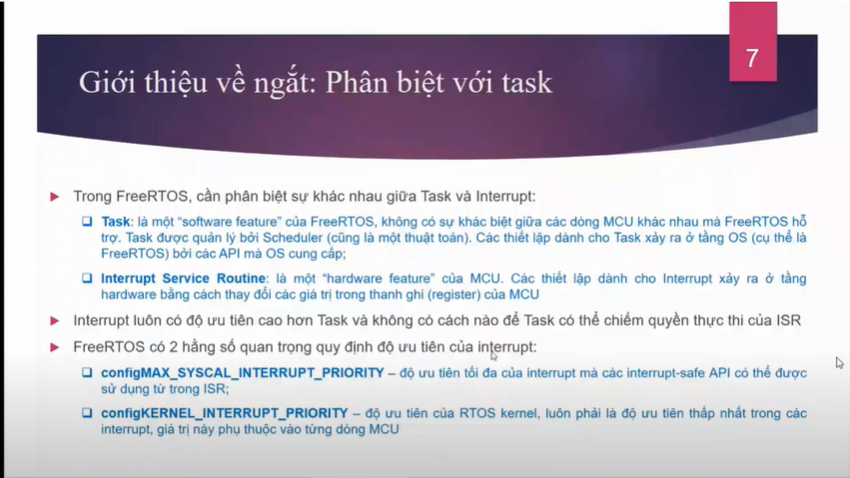 7
Giới thiệu về ngắt: Phân biệt với task
Trong FreeRTOS, cần phân biệt sự khác nhau giữa Task và Interrupt:
Task: là một “software feature” của FreeRTOS, không có sự khác biệt giữa các dòng MCU khác nhau mà FreeRTOS hỗ
trợ. Task được quản lý bởi Scheduler (cũng là một thuật toán). Các thiết lập dành cho Task xảy ra ở tầng OS (cụ thể là
FreeRTOS) bởi các API mà OS cung cấp;
Interrupt Service Routine: là một “hardware feature” của MCU. Các thiết lập dành cho Interrupt xảy ra ở tầng
hardware bằng cách thay đổi các giá trị trong thanh ghi (register) của MCU
Interrupt luôn có độ ưu tiên cao hơn Task và không có cách nào để Task có thể chiếm quyền thực thi của ISR
FreeRTOS có 2 hằng số quan trọng quy định độ ưu tiên của interrupt:
configMAX_SYSCAL_INTERRUPT_PRIORITY – độ ưu tiên tối đa của interrupt mà các interrupt-safe API có thể được
sử dụng từ trong ISR;
configKERNEL_INTERRUPT_PRIORITY – độ ưu tiên của RTOS kernel, luôn phải là độ ưu tiên thấp nhất trong các
interrupt, giá trị này phụ thuộc vào từng dòng MCU